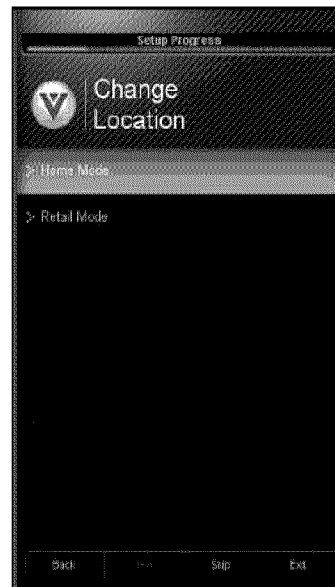 Setup Progress
Change
Location
> Home Mode
> Retail Mode
Back Skip Exit